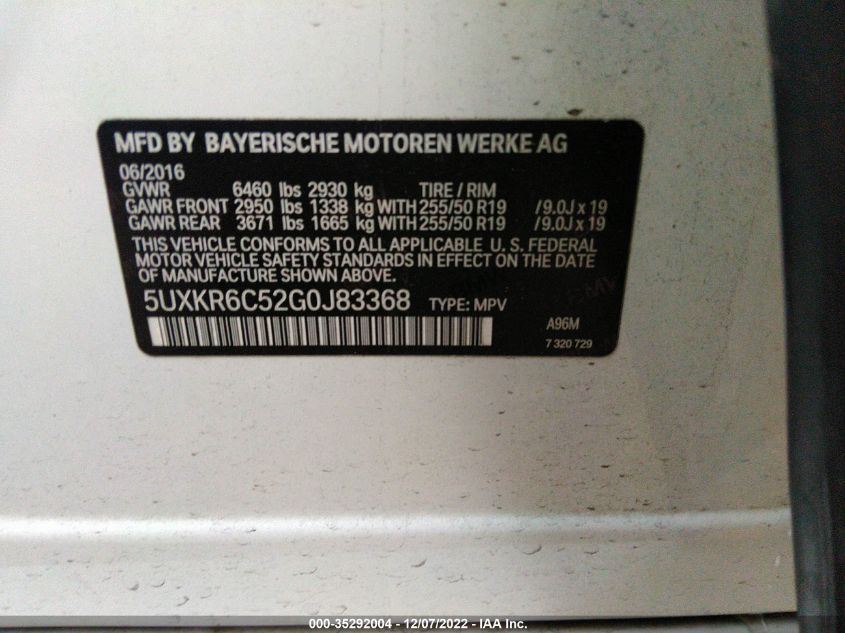 MFD BY BAYERISCHE MOTOREN WERKE AG
06/2016
GVWR 6460 lbs 2930 kg TIRE / RIM
GAWR FRONT 2950 lbs 1338 kg WITH 255/50 R19 /9.0J x 19
GAWR REAR 3671 lbs 1665 kg WITH 255/50 R19 /9.0J x 19
THIS VEHICLE CONFORMS TO ALL APPLICABLE U. S. FEDERAL
MOTOR VEHICLE SAFETY STANDARDS IN EFFECT ON THE DATE
OF MANUFACTURE SHOWN ABOVE.
5UXKR6C52G0J83368 TYPE: MPV
A96M
7 320 729
000-35292004 - 12/07/2022 - IAA Inc.